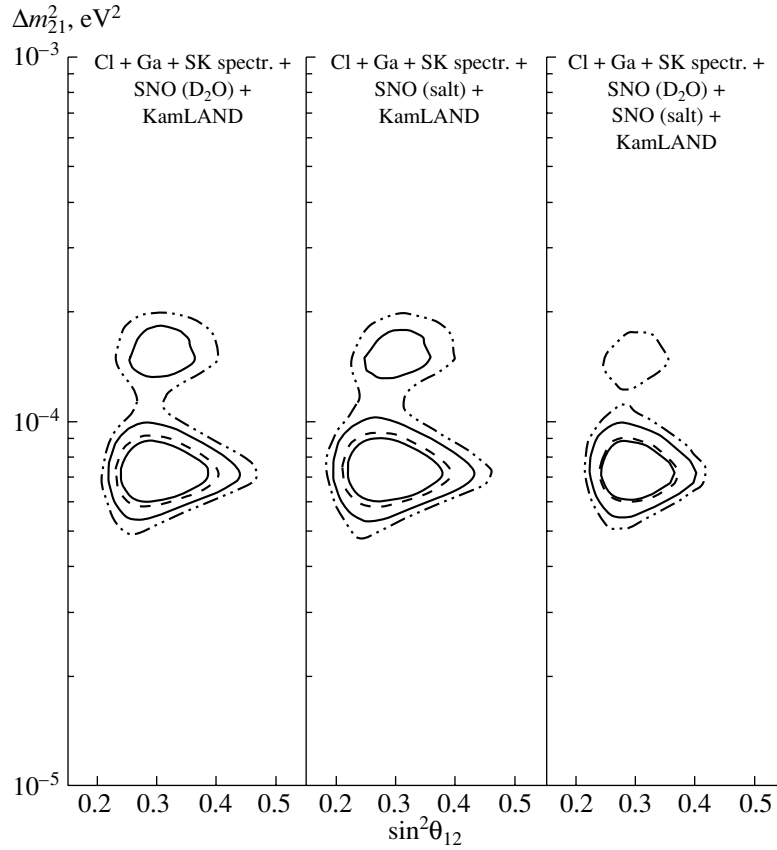 Δm²₂₁, eV²
10⁻³
Cl + Ga + SK spectr. +
SNO (D₂O) +
KamLAND
Cl + Ga + SK spectr. +
SNO (salt) +
KamLAND
Cl + Ga + SK spectr. +
SNO (D₂O) +
SNO (salt) +
KamLAND
10⁻⁴
10⁻⁵
0.2 0.3 0.4 0.5 0.2 0.3 0.4 0.5 0.2 0.3 0.4 0.5
sin²θ₁₂